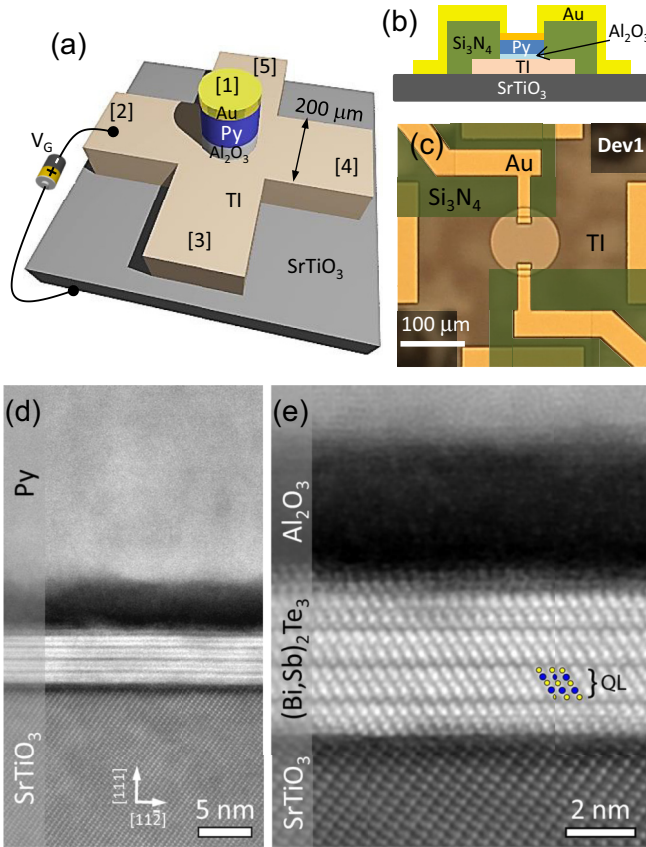 (a)
[1]
[5]
[2]
Au
Py
Al₂O₃
200 µm
[4]
V_G
+
TI
[3]
SrTiO₃
(b)
Au
Al₂O₃
Si₃N₄
Py
TI
SrTiO₃
(c)
Au
Dev1
Si₃N₄
TI
100 µm
(d)
Py
SrTiO₃
[111]
[112̄]
5 nm
(e)
Al₂O₃
(Bi,Sb)₂Te₃
QL
SrTiO₃
2 nm